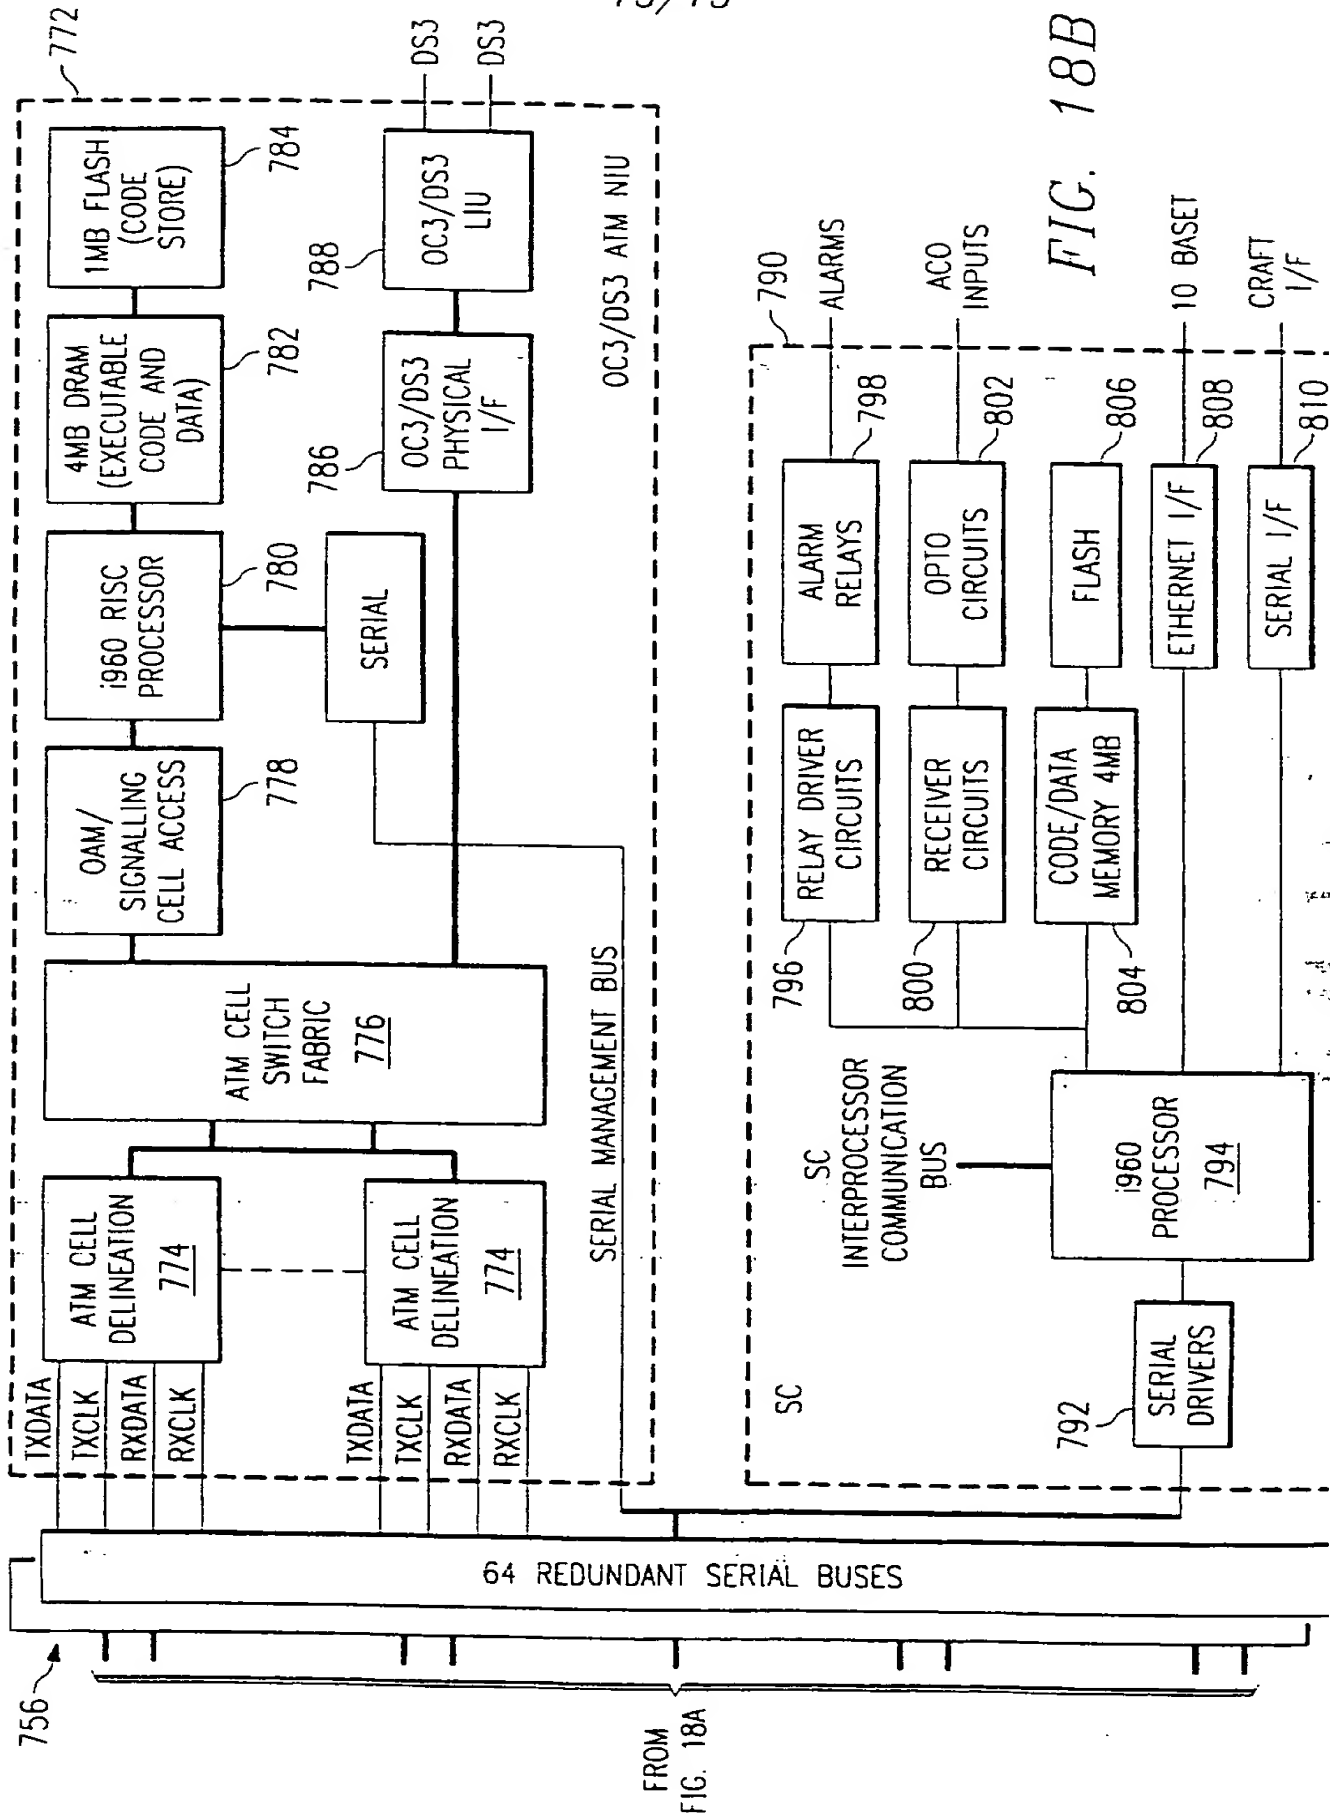 772
1MB FLASH
(CODE
STORE)
784
4MB DRAM
(EXECUTABLE
CODE AND
DATA)
782
i960 RISC
PROCESSOR
780
OAM/
SIGNALLING
CELL ACCESS
778
SERIAL
788
OC3/DS3
LIU
DS3
DS3
786
OC3/DS3
PHYSICAL
I/F
OC3/DS3 ATM NIU
ATM CELL
SWITCH
FABRIC
776
ATM CELL
DELINEATION
774
ATM CELL
DELINEATION
774
TXDATA
TXCLK
RXDATA
RXCLK
TXDATA
TXCLK
RXDATA
RXCLK
SERIAL MANAGEMENT BUS
64 REDUNDANT SERIAL BUSES
756
FROM
FIG. 18A
790
ALARMS
ALARM
RELAYS
798
RELAY DRIVER
CIRCUITS
796
ACO
INPUTS
OPTO
CIRCUITS
802
RECEIVER
CIRCUITS
800
FLASH
806
CODE/DATA
MEMORY 4MB
804
10 BASET
ETHERNET I/F
808
CRAFT
I/F
SERIAL I/F
810
SC
INTERPROCESSOR
COMMUNICATION
BUS
i960
PROCESSOR
794
SC
792
SERIAL
DRIVERS
FIG. 18B